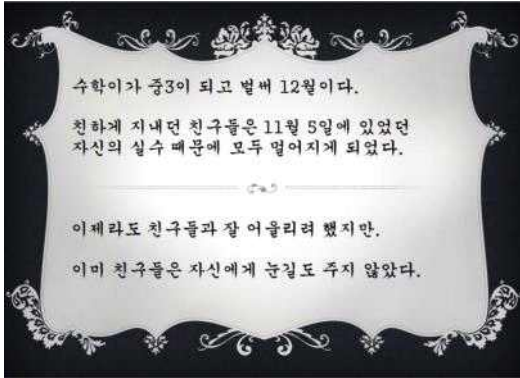 수학이가 중3이 되고 벌써 12월이다.
친하게 지내던 친구들은 11월 5일에 있었던
자신의 실수 때문에 모두 멀어지게 되었다.
이제라도 친구들과 잘 어울리려 했지만,
이미 친구들은 자신에게 눈길도 주지 않았다.